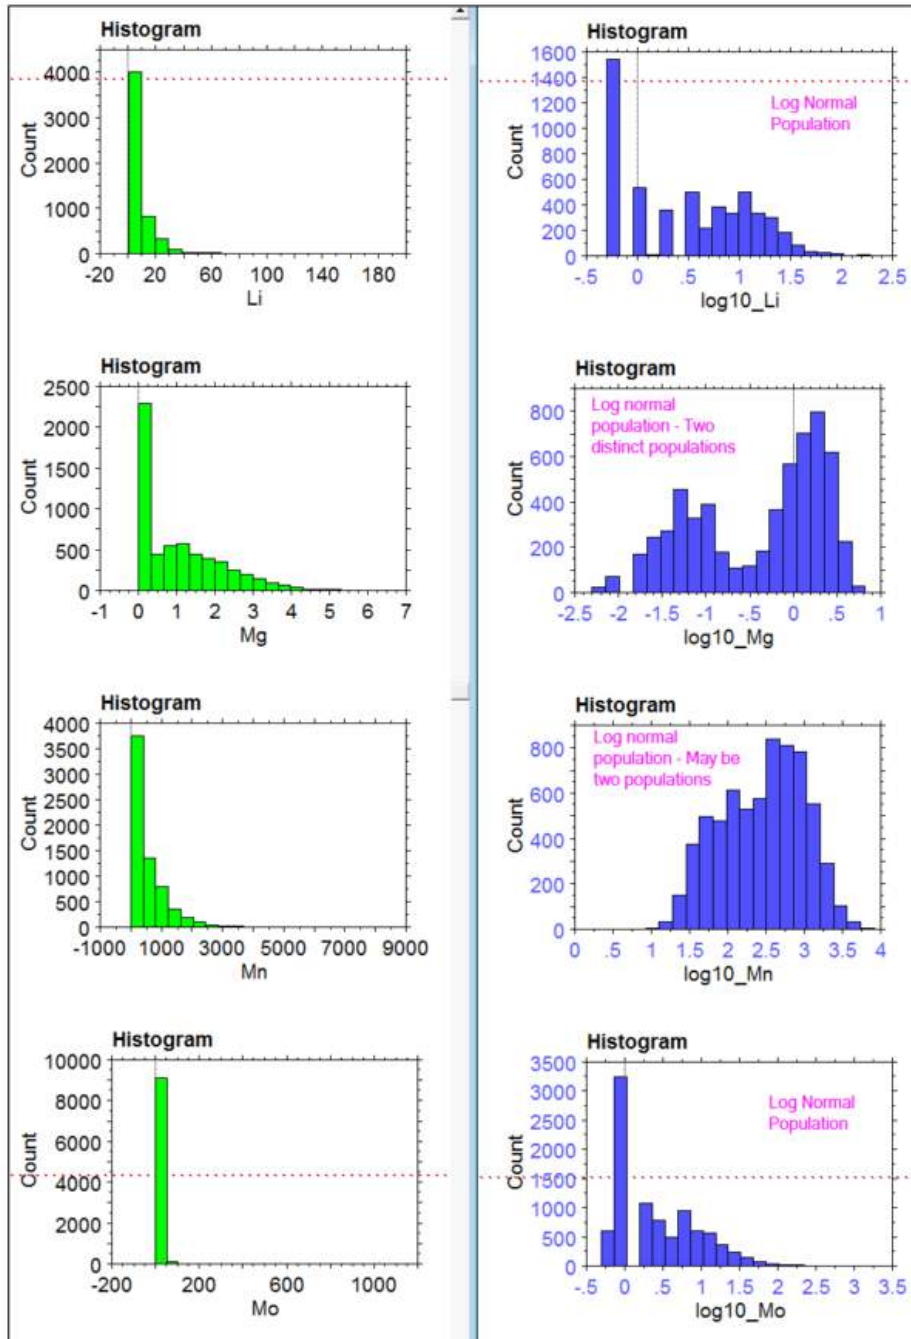 Histogram
4000
3000
2000
1000
0
Count
-20 20 60 100 140 180
Li
Histogram
1600
1400
1200
1000
800
600
400
200
0
Count
Log Normal
Population
-.5 0 .5 1 1.5 2 2.5
log10_Li
Histogram
2500
2000
1500
1000
500
0
Count
-1 0 1 2 3 4 5 6 7
Mg
Histogram
800
600
400
200
0
Count
Log normal
population - Two
distinct populations
-2.5 -2 -1.5 -1 -.5 0 .5 1
log10_Mg
Histogram
4000
3500
3000
2500
2000
1500
1000
500
0
Count
-1000 1000 3000 5000 7000 9000
Mn
Histogram
800
600
400
200
0
Count
Log normal
population - May be
two populations
0 .5 1 1.5 2 2.5 3 3.5 4
log10_Mn
Histogram
10000
8000
6000
4000
2000
0
Count
-200 200 600 1000
Mo
Histogram
3500
3000
2500
2000
1500
1000
500
0
Count
Log Normal
Population
-.5 0 .5 1 1.5 2 2.5 3 3.5
log10_Mo